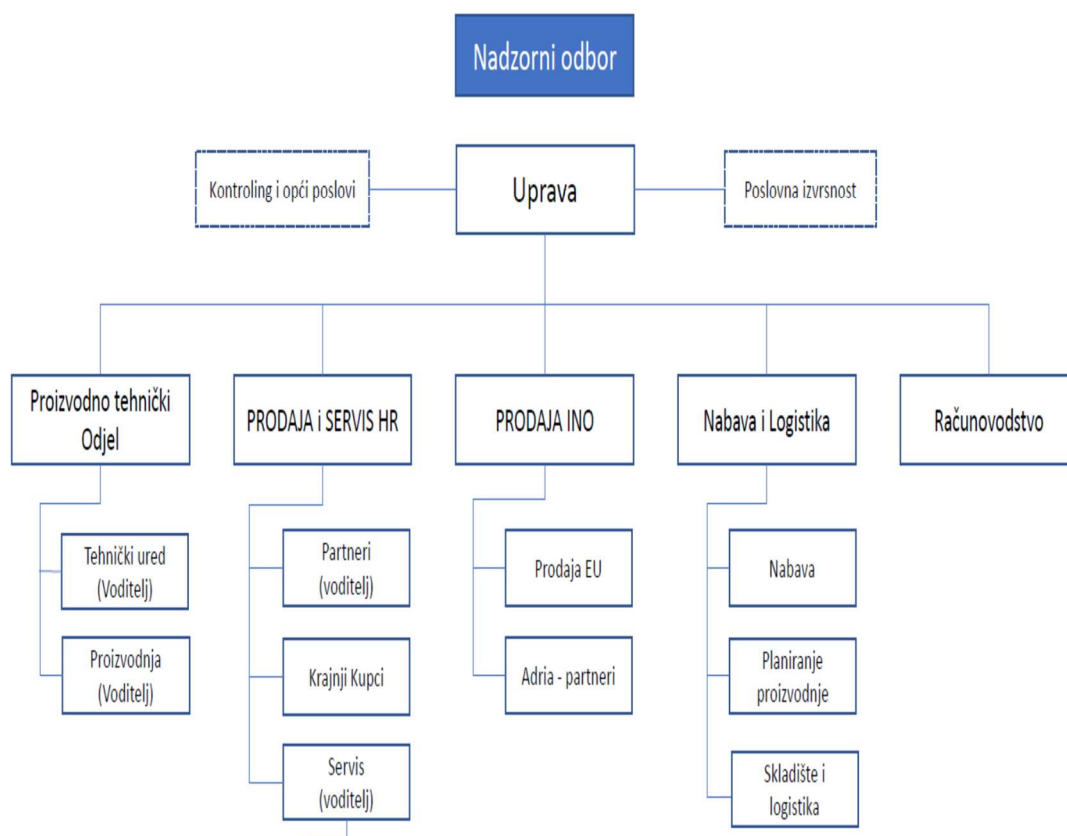 Nadzorni odbor
Kontroling i opći poslovi
Uprava
Poslovna izvrsnost
Proizvodno tehnički
Odjel
PRODAJA i SERVIS HR
PRODAJA INO
Nabava i Logistika
Računovodstvo
Tehnički ured
(Voditelj)
Partneri
(voditelj)
Prodaja EU
Nabava
Proizvodnja
(Voditelj)
Krajnji Kupci
Adria - partneri
Planiranje
proizvodnje
Servis
(voditelj)
Skladište i
logistika